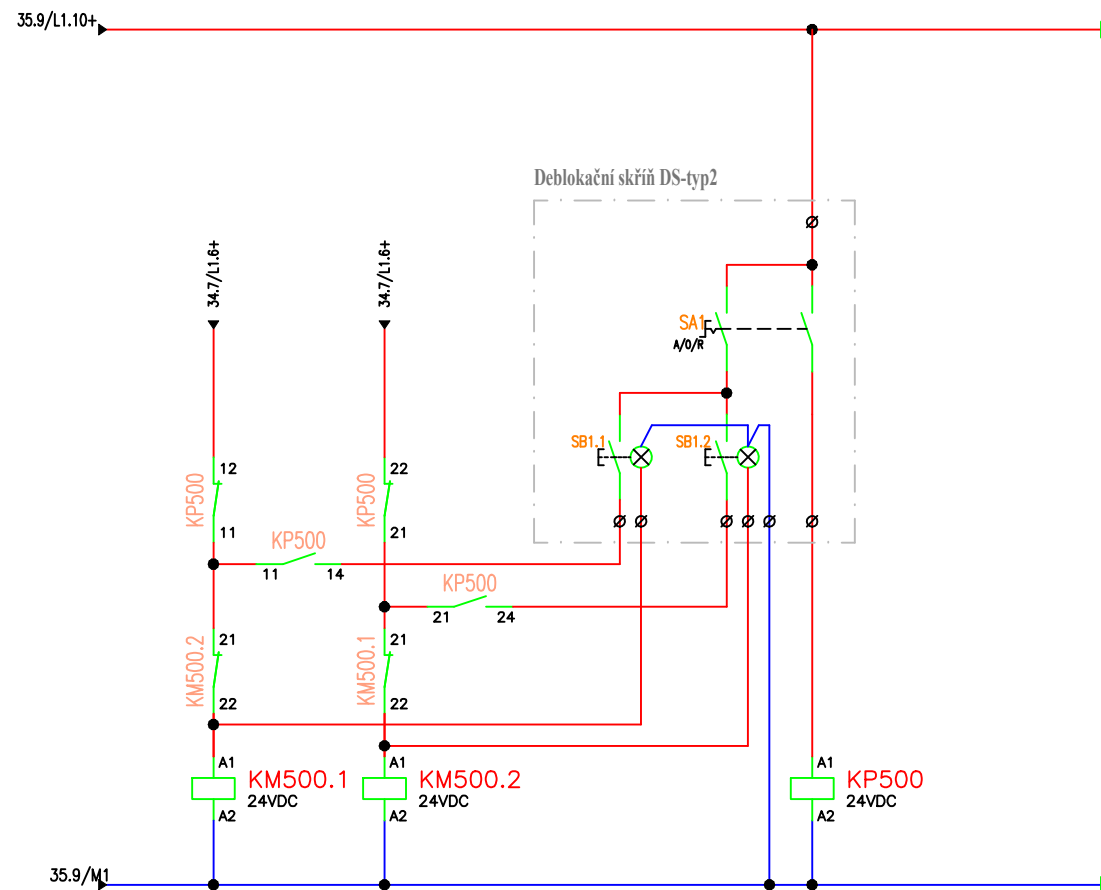 35.9/L1.10+
Deblokační skříň DS-typ2
34.7/L1.6+
34.7/L1.6+
SA1
A/0/R
SB1.1
SB1.2
12
KP500
11
22
KP500
21
KP500
11
14
KP500
21
24
21
KM500.2
22
21
KM500.1
22
A1
KM500.1
24VDC
A2
A1
KM500.2
24VDC
A2
A1
KP500
24VDC
A2
35.9/M1